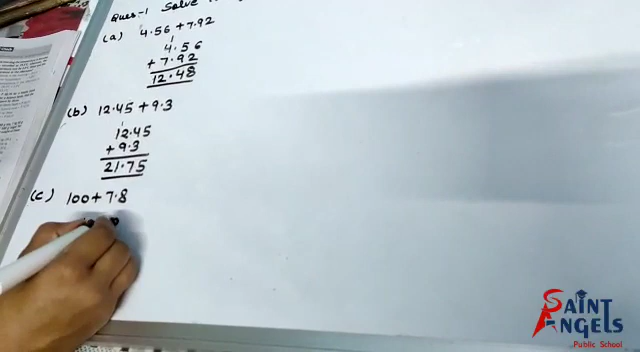 Ques-1 Solve
(a) 4.56 + 7.92
1
4.56
+ 7.92
12.48
(b) 12.45 + 9.3
1
12.45
+ 9.3
21.75
(c) 100 + 7.8
SAINT
ANGELS
Public School